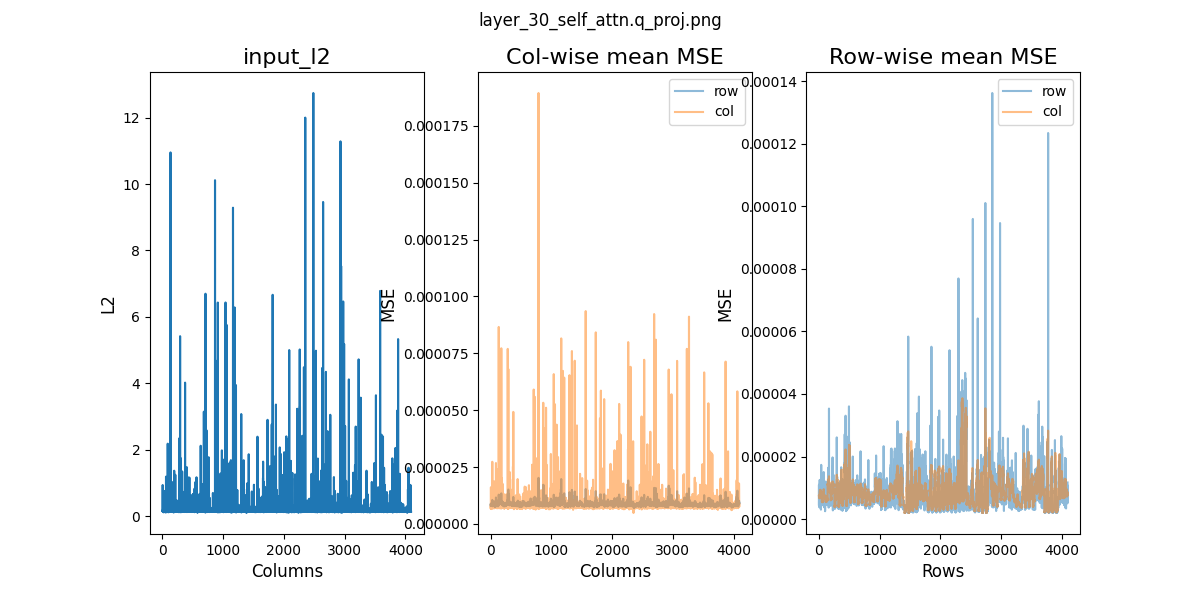 layer_30_self_attn.q_proj.png
input_l2
L2
12
10
8
6
4
2
0
0 1000 2000 3000 4000
Columns
Col-wise mean MSE
MSE
0.000175
0.000150
0.000125
0.000100
0.000075
0.000050
0.000025
0.000000
row
col
0 1000 2000 3000 4000
Columns
Row-wise mean MSE
MSE
0.00014
0.00012
0.00010
0.00008
0.00006
0.00004
0.00002
0.00000
row
col
0 1000 2000 3000 4000
Rows